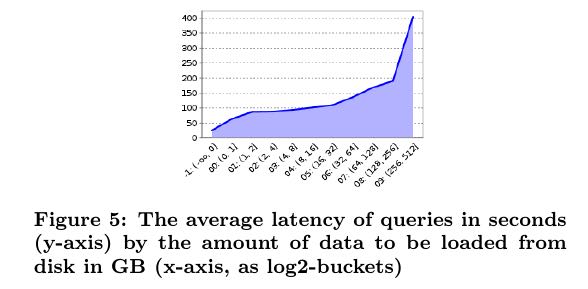 400
350
300
250
200
150
100
50
0
-1: (-oo, 0)
00: (0, 1)
01: (1, 2)
02: (2, 4)
03: (4, 8)
04: (8, 16)
05: (16, 32)
06: (32, 64)
07: (64, 128)
08: (128, 256)
09: (256, 512)
Figure 5: The average latency of queries in seconds
(y-axis) by the amount of data to be loaded from
disk in GB (x-axis, as log2-buckets)